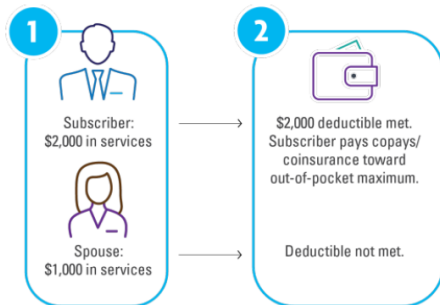 1
2
Subscriber:
$2,000 in services
$2,000 deductible met.
Subscriber pays copays/
coinsurance toward
out-of-pocket maximum.
Spouse:
$1,000 in services
Deductible not met.